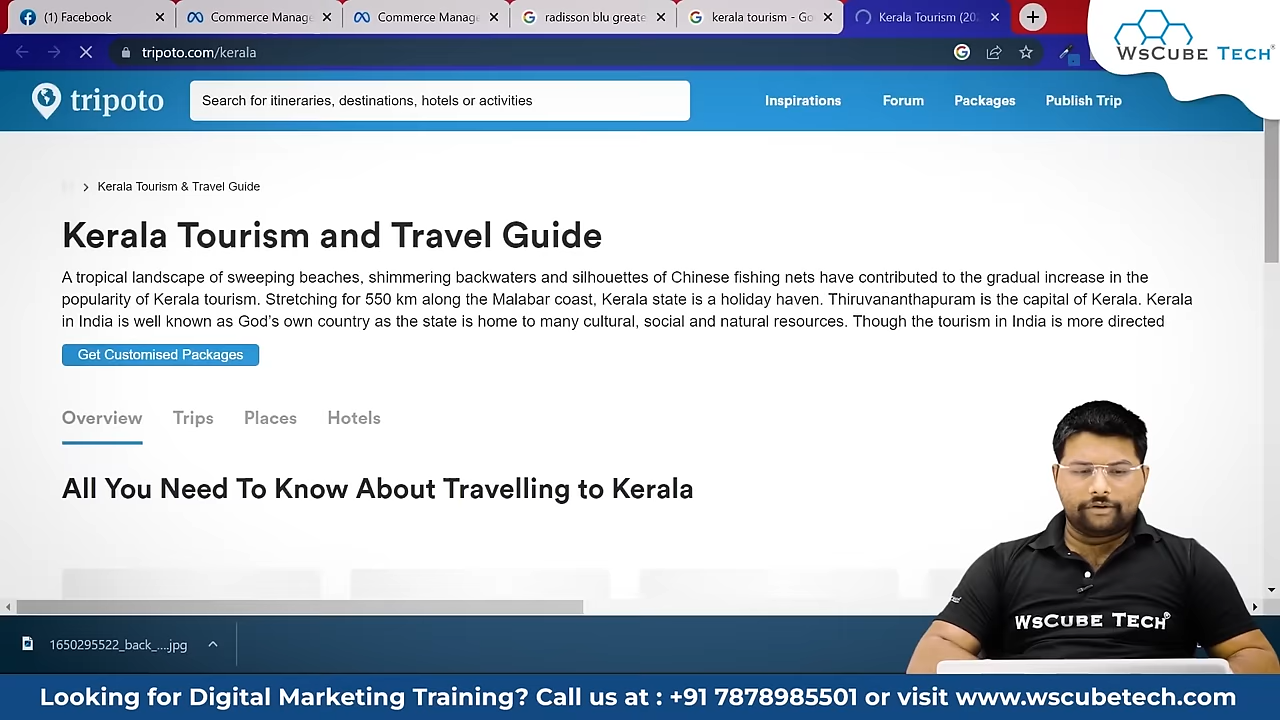 (1) Facebook
Commerce Manage
Commerce Manage
radisson blu greate
kerala tourism - Go
Kerala Tourism (20
WsCube Tech®
tripoto.com/kerala
tripoto
Search for itineraries, destinations, hotels or activities
Inspirations
Forum
Packages
Publish Trip
Kerala Tourism & Travel Guide
Kerala Tourism and Travel Guide
A tropical landscape of sweeping beaches, shimmering backwaters and silhouettes of Chinese fishing nets have contributed to the gradual increase in the
popularity of Kerala tourism. Stretching for 550 km along the Malabar coast, Kerala state is a holiday haven. Thiruvananthapuram is the capital of Kerala. Kerala
in India is well known as God's own country as the state is home to many cultural, social and natural resources. Though the tourism in India is more directed
Get Customised Packages
Overview
Trips
Places
Hotels
All You Need To Know About Travelling to Kerala
WsCube Tech®
1650295522_back_....jpg
Looking for Digital Marketing Training? Call us at : +91 7878985501 or visit www.wscubetech.com